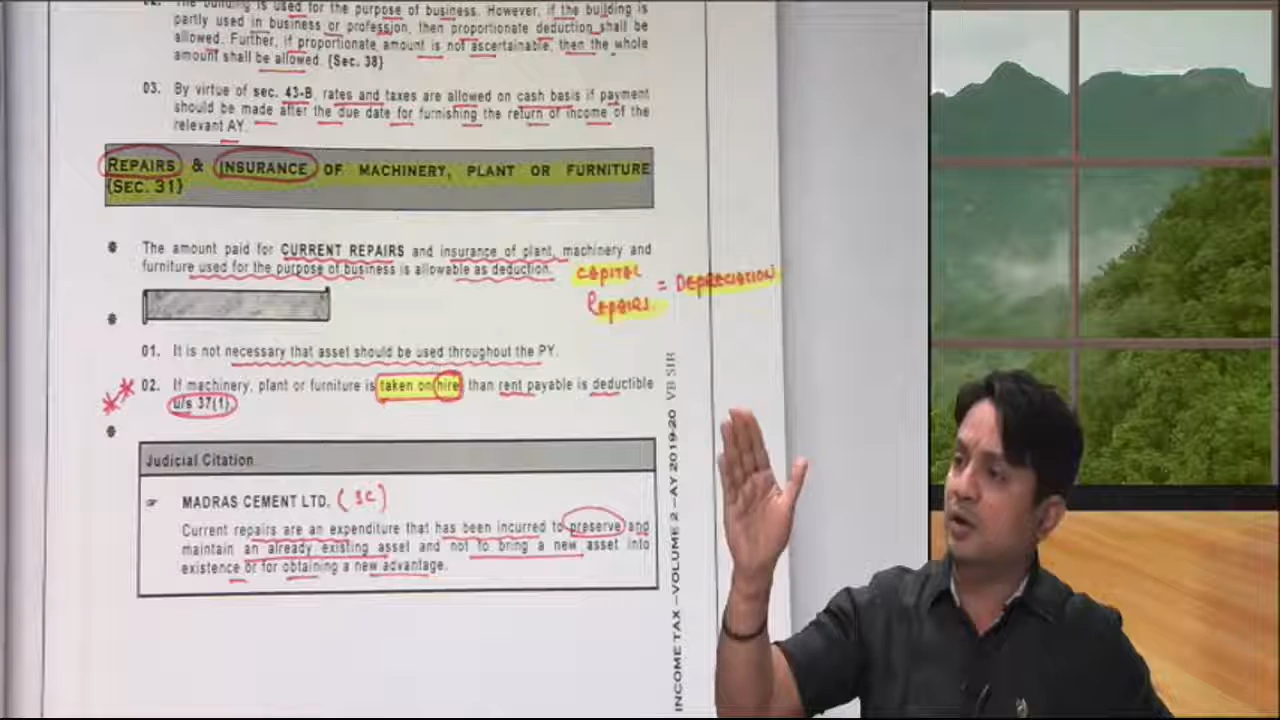 02. The building is used for the purpose of business. However, if the building is
partly used in business or profession, then proportionate deduction shall be
allowed. Further, if proportionate amount is not ascertainable, then the whole
amount shall be allowed. {Sec. 38}
03. By virtue of sec. 43-B, rates and taxes are allowed on cash basis if payment
should be made after the due date for furnishing the return of income of the
relevant AY.
REPAIRS & INSURANCE OF MACHINERY, PLANT OR FURNITURE
{SEC. 31}
The amount paid for CURRENT REPAIRS and insurance of plant, machinery and
furniture used for the purpose of business is allowable as deduction.
CAPITAL
Repairs = DEPRECIATION
01. It is not necessary that asset should be used throughout the PY.
02. If machinery, plant or furniture is taken on hire than rent payable is deductible
u/s 37(1).
Judicial Citation
MADRAS CEMENT LTD. (SC)
Current repairs are an expenditure that has been incurred to preserve and
maintain an already existing asset and not to bring a new asset into
existence or for obtaining a new advantage.
INCOME TAX –VOLUME 2 –AY 2019-20 VB SIR